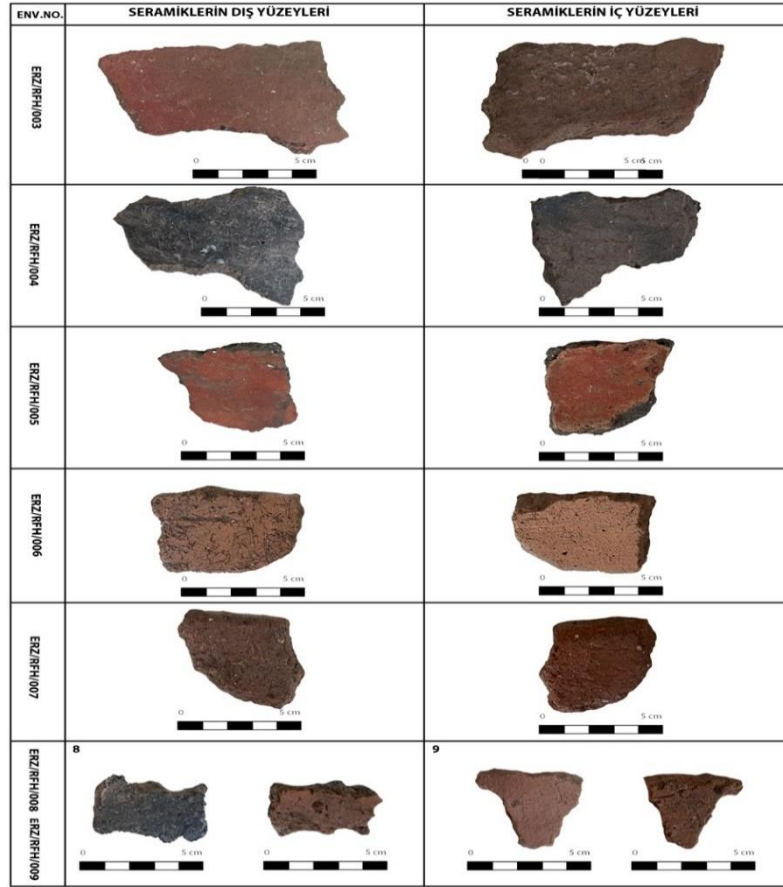 ENV.NO. SERAMİKLERİN DIŞ YÜZEYLERİ SERAMİKLERİN İÇ YÜZEYLERİ
ERZ/RFH/003
0 5 cm
0 0 5 cm 5 cm
ERZ/RFH/004
0 5 cm
0 5 cm
ERZ/RFH/005
0 5 cm
0 5 cm
ERZ/RFH/006
0 5 cm
0 5 cm
ERZ/RFH/007
0 5 cm
0 5 cm
ERZ/RFH/008 ERZ/RFH/009
8 9
0 5 cm 0 5 cm 0 5 cm 0 5 cm